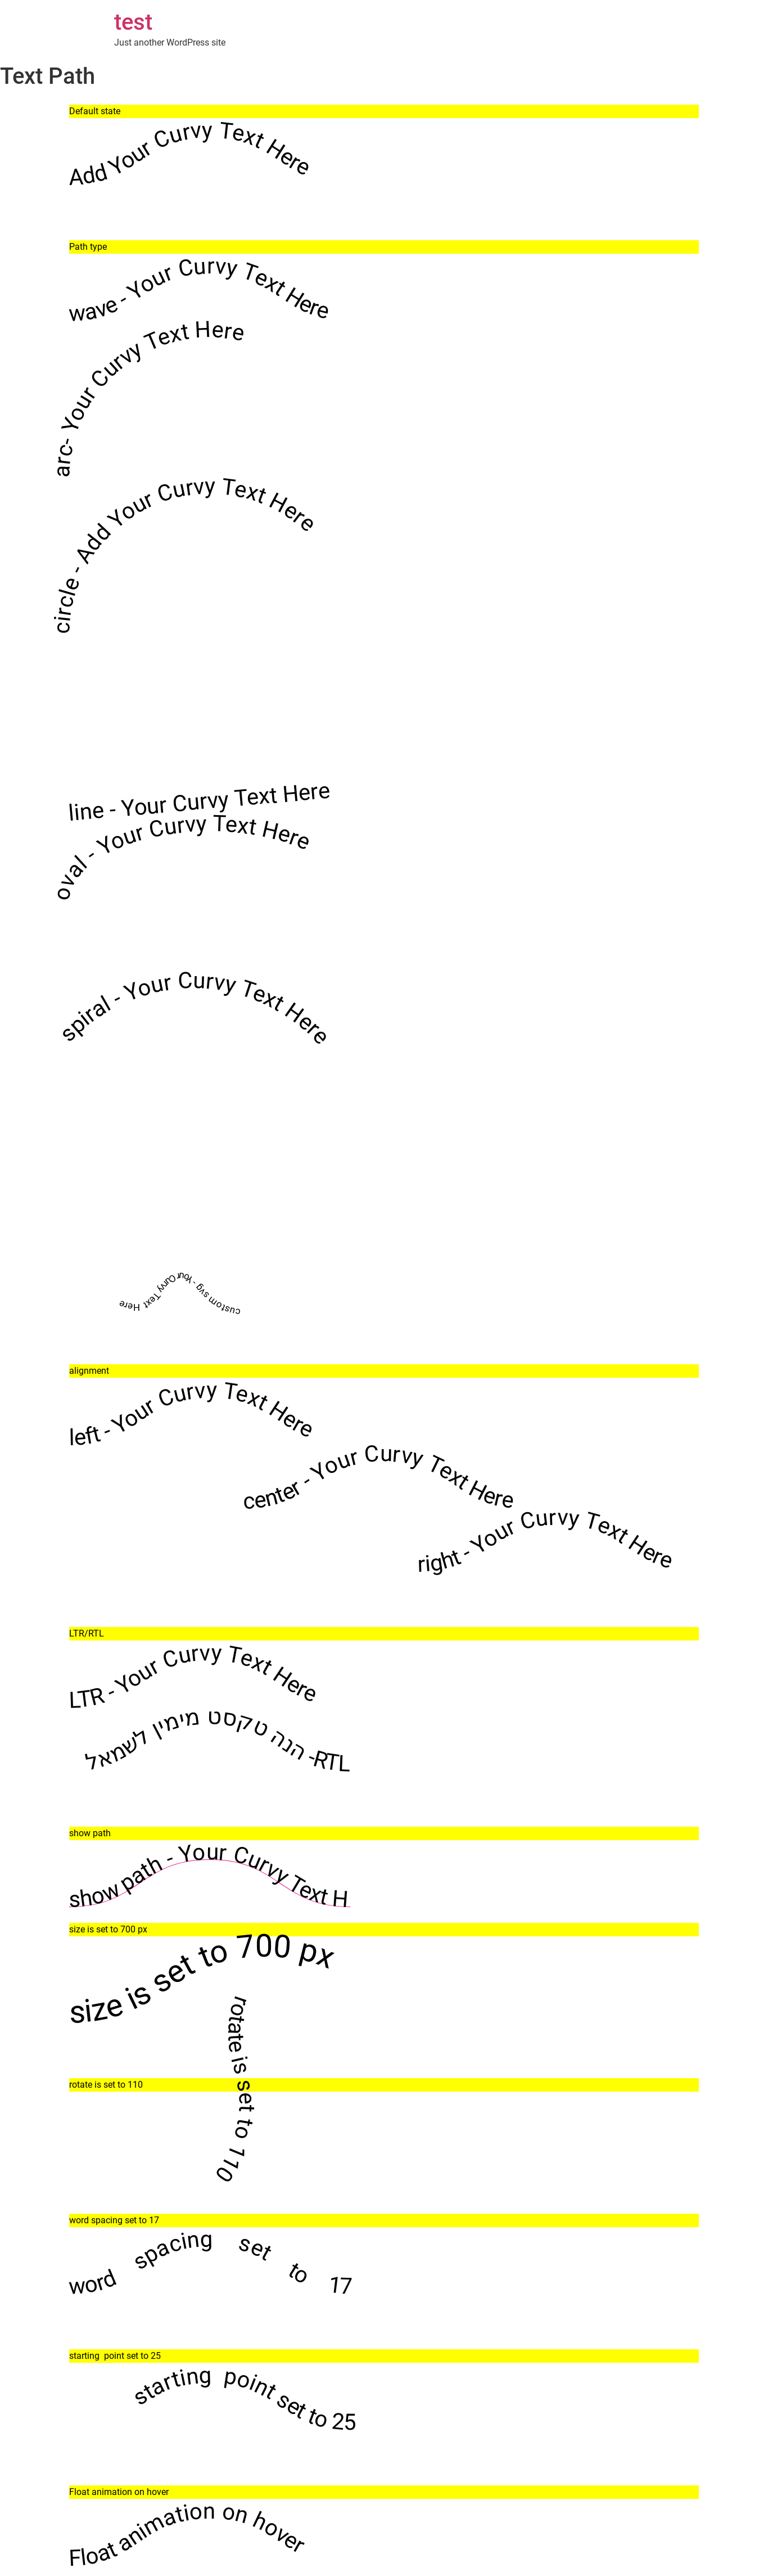 test
Just another WordPress site
Text Path
Default state
Add Your Curvy Text Here
Path type
wave - Your Curvy Text Here
arc- Your Curvy Text Here
circle - Add Your Curvy Text Here
line - Your Curvy Text Here
oval - Your Curvy Text Here
spiral - Your Curvy Text Here
custom svg - Your Curvy Text Here
alignment
left - Your Curvy Text Here
center - Your Curvy Text Here
right - Your Curvy Text Here
LTR/RTL
LTR - Your Curvy Text Here
RTL- הנה טקסט מימין לשמאל
show path
show path - Your Curvy Text H
size is set to 700 px
size is set to 700 px
rotate is set to 110
rotate is set to 110
word spacing set to 17
word spacing set to 17
starting  point set to 25
starting  point set to 25
Float animation on hover
Float animation on hover